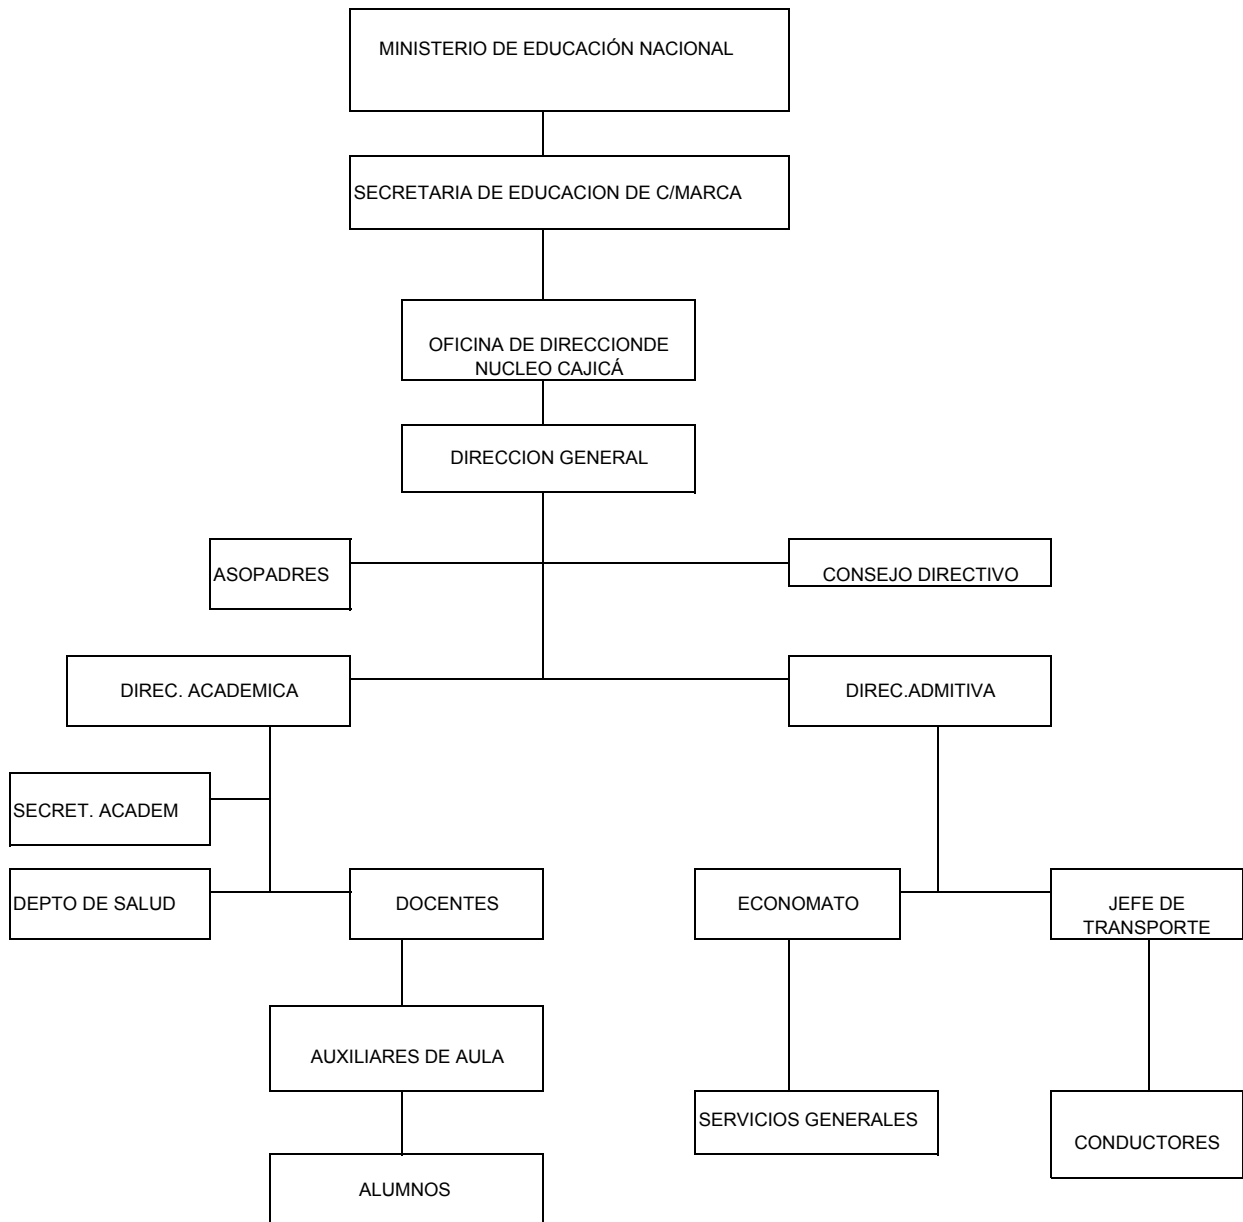 MINISTERIO DE EDUCACIÓN NACIONAL
SECRETARIA DE EDUCACION DE C/MARCA
OFICINA DE DIRECCIONDE
NUCLEO CAJICÁ
DIRECCION GENERAL
ASOPADRES
CONSEJO DIRECTIVO
DIREC. ACADEMICA
DIREC.ADMITIVA
SECRET. ACADEM
DEPTO DE SALUD
DOCENTES
ECONOMATO
JEFE DE
TRANSPORTE
AUXILIARES DE AULA
SERVICIOS GENERALES
CONDUCTORES
ALUMNOS